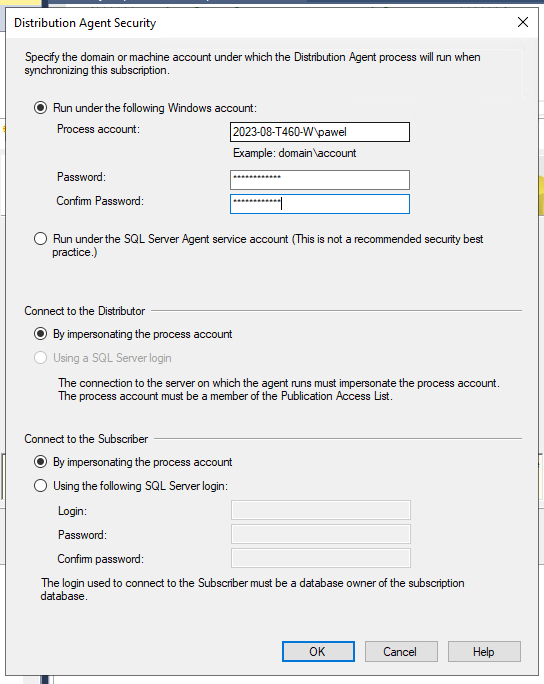 Distribution Agent Security
Specify the domain or machine account under which the Distribution Agent process will run when
synchronizing this subscription.
Run under the following Windows account:
Process account:
2023-08-T460-W\pawel
Example: domain\account
Password:
************
Confirm Password:
************
Run under the SQL Server Agent service account (This is not a recommended security best
practice.)
Connect to the Distributor
By impersonating the process account
Using a SQL Server login
The connection to the server on which the agent runs must impersonate the process account.
The process account must be a member of the Publication Access List.
Connect to the Subscriber
By impersonating the process account
Using the following SQL Server login:
Login:
Password:
Confirm password:
The login used to connect to the Subscriber must be a database owner of the subscription
database.
OK
Cancel
Help